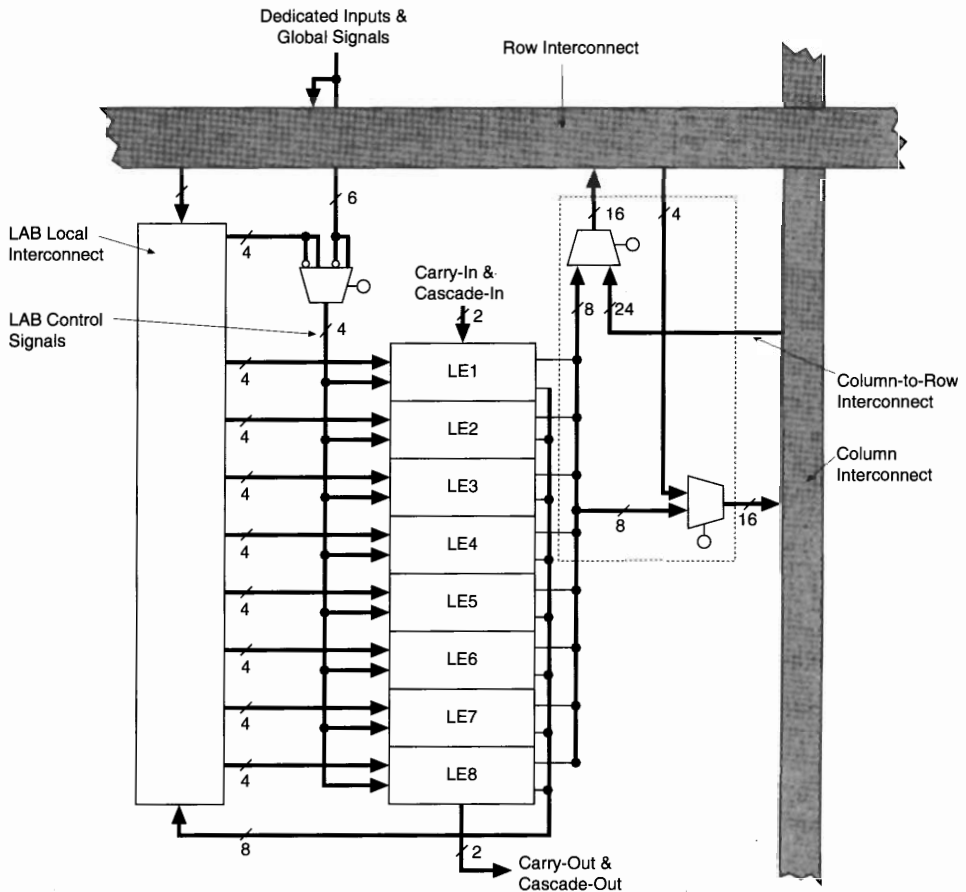 Dedicated Inputs &
Global Signals
Row Interconnect
6
16
4
LAB Local
Interconnect
4
Carry-In &
Cascade-In
8
24
LAB Control
Signals
4
2
LE1
4
Column-to-Row
Interconnect
LE2
4
Column
Interconnect
LE3
4
8
16
LE4
4
LE5
4
LE6
4
LE7
4
LE8
4
8
2
Carry-Out &
Cascade-Out